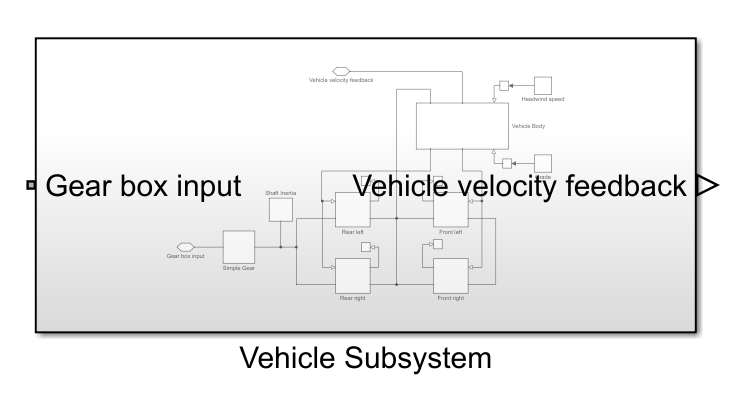 Vehicle velocity feedback
Headwind speed
Vehicle Body
Gear box input
Vehicle velocity feedback
Shaft Inertia
Rear left
Front left
Gear box input
Simple Gear
Rear right
Front right
Vehicle Subsystem